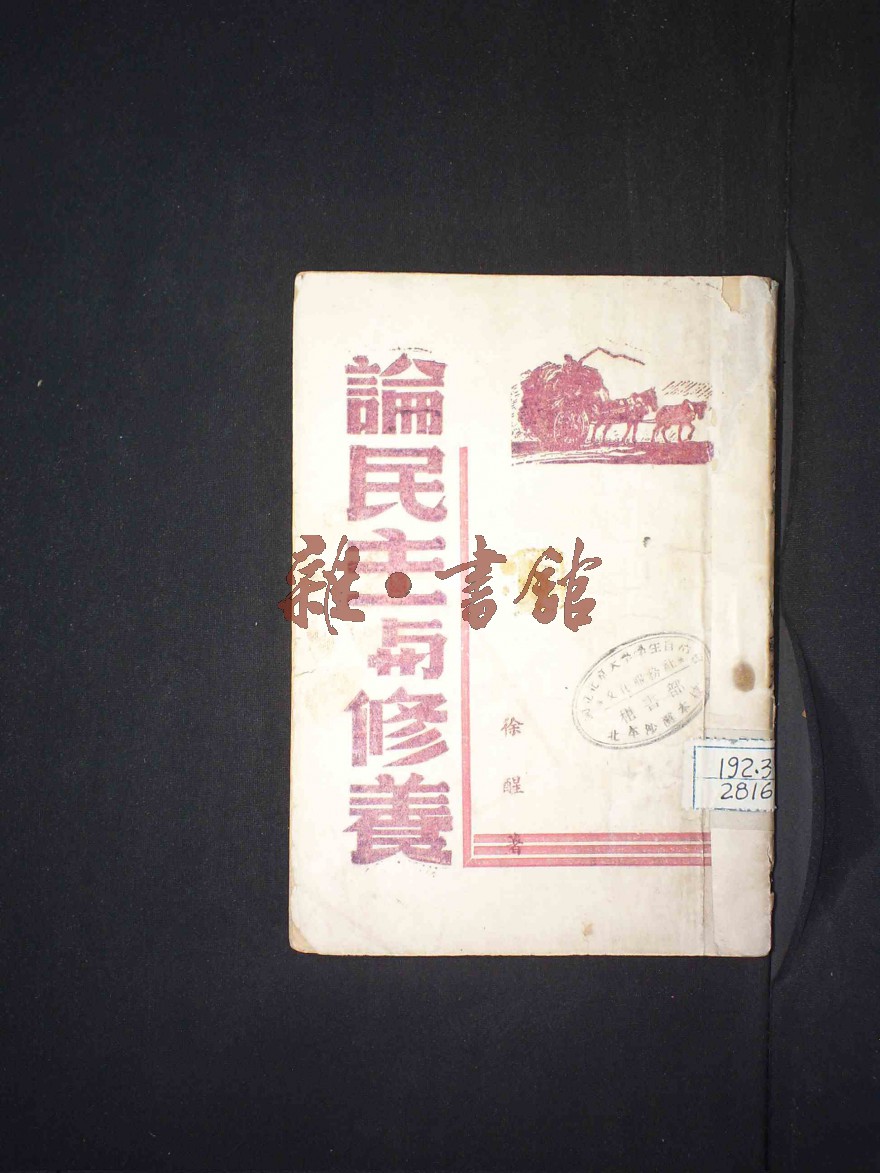 論民主與修養
徐醒 著
雜·書館
192.3
2816